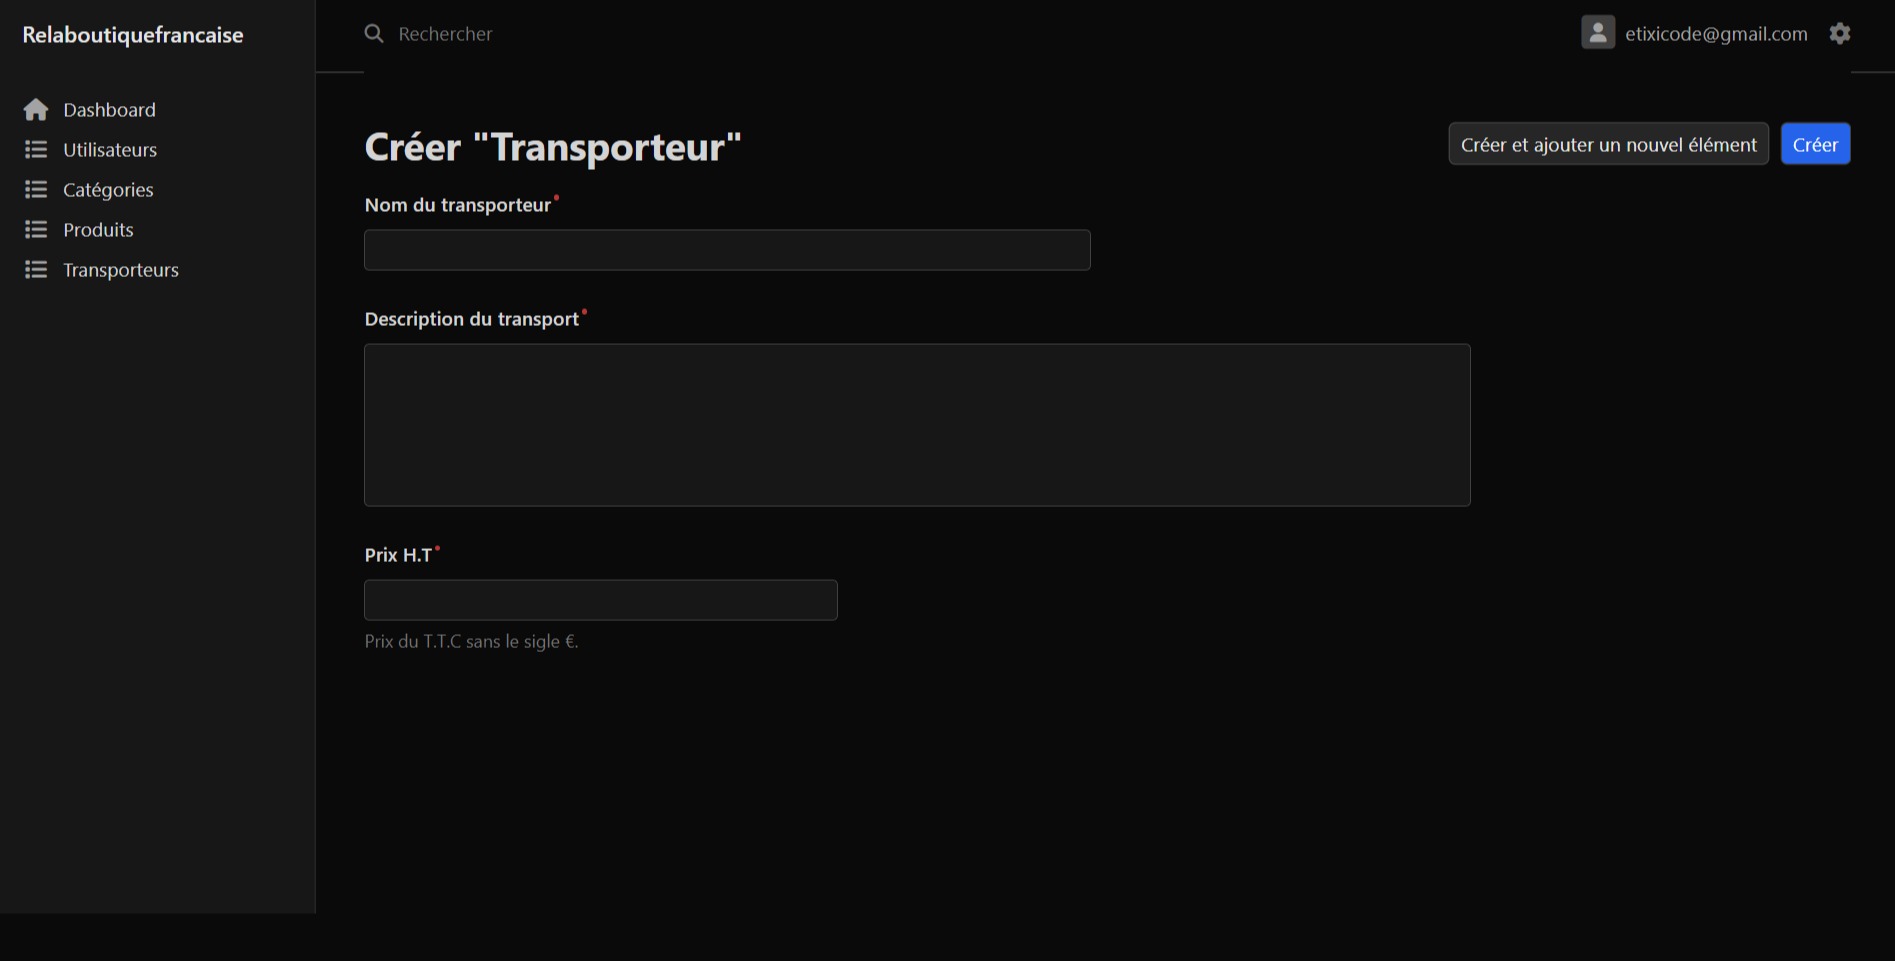 Relaboutiquefrancaise
Dashboard
Utilisateurs
Catégories
Produits
Transporteurs
Rechercher
etixicode@gmail.com
Créer "Transporteur"
Créer et ajouter un nouvel élément
Créer
Nom du transporteur
Description du transport
Prix H.T
Prix du T.T.C sans le sigle €.